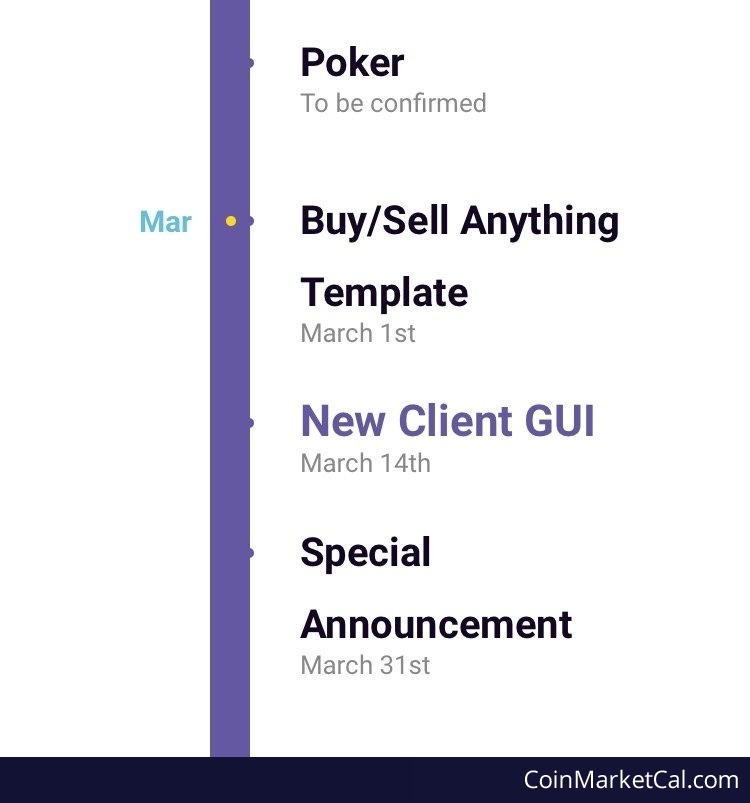 Poker
To be confirmed
Mar
Buy/Sell Anything
Template
March 1st
New Client GUI
March 14th
Special
Announcement
March 31st
CoinMarketCal.com